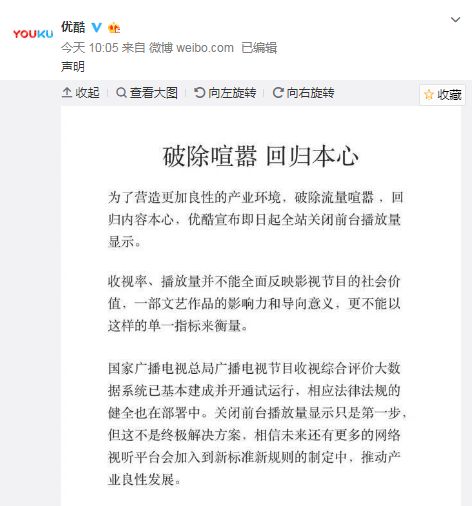 YOUKU
优酷
今天 10:05 来自 微博 weibo.com 已编辑
声明
收起 查看大图 向左旋转 向右旋转 收藏
破除喧嚣 回归本心
为了营造更加良性的产业环境，破除流量喧嚣，回
归内容本心，优酷宣布即日起全站关闭前台播放量
显示。
收视率、播放量并不能全面反映影视节目的社会价
值，一部文艺作品的影响力和导向意义，更不能以
这样的单一指标来衡量。
国家广播电视总局广播电视节目收视综合评价大数
据系统已基本建成并开通试运行，相应法律法规的
健全也在部署中。关闭前台播放量显示只是第一步，
但这不是终极解决方案，相信未来还有更多的网络
视听平台会加入到新标准新规则的制定中，推动产
业良性发展。